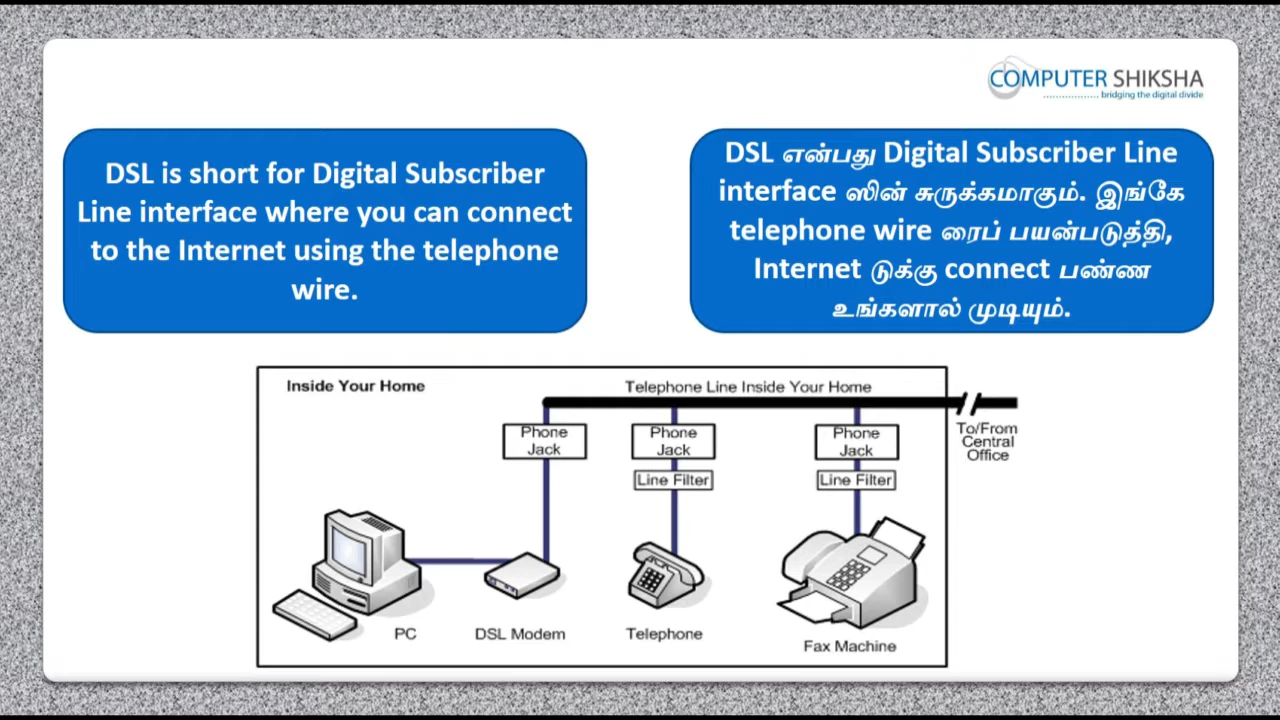 COMPUTER SHIKSHA
bridging the digital divide
DSL is short for Digital Subscriber
Line interface where you can connect
to the Internet using the telephone
wire.
DSL என்பது Digital Subscriber Line
interface ஸின் சுருக்கமாகும். இங்கே
telephone wire ரைப் பயன்படுத்தி,
Internet டுக்கு connect பண்ண
உங்களால் முடியும்.
Inside Your Home
Telephone Line Inside Your Home
To/From
Central
Office
Phone
Jack
Phone
Jack
Phone
Jack
Line Filter
Line Filter
PC
DSL Modem
Telephone
Fax Machine